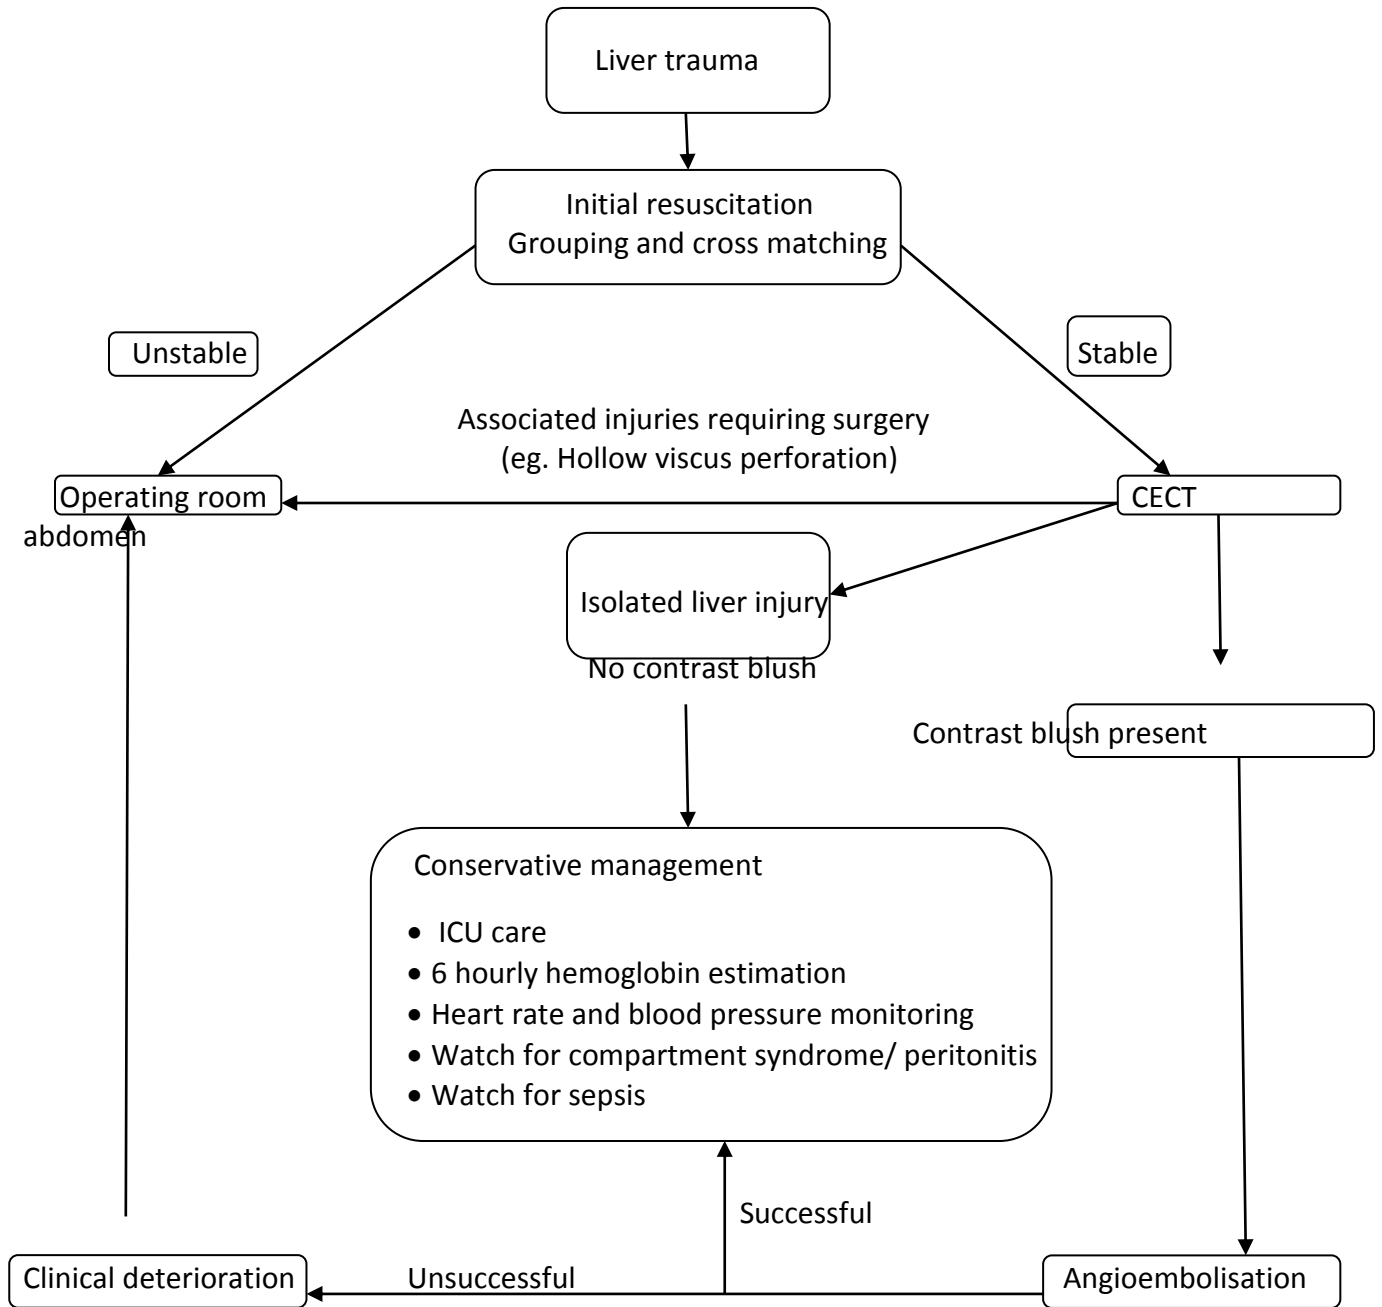 Liver trauma
Initial resuscitation
Grouping and cross matching
Unstable
Stable
Associated injuries requiring surgery
(eg. Hollow viscus perforation)
Operating room
CECT
abdomen
Isolated liver injury
No contrast blush
Contrast blush present
Conservative management
• ICU care
• 6 hourly hemoglobin estimation
• Heart rate and blood pressure monitoring
• Watch for compartment syndrome/ peritonitis
• Watch for sepsis
Successful
Clinical deterioration
Unsuccessful
Angioembolisation